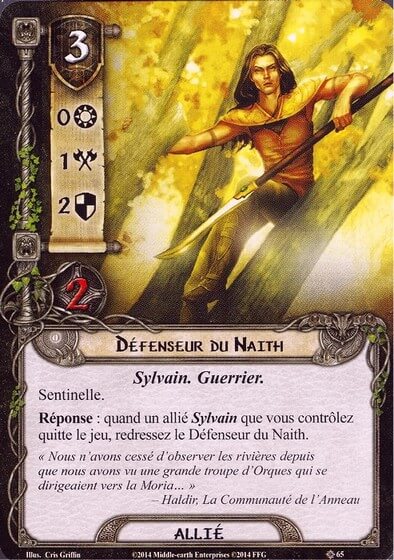 3
0
1
2
2
DÉFENSEUR DU NAITH
Sylvain. Guerrier.
Sentinelle.
Réponse : quand un allié Sylvain que vous contrôlez
quitte le jeu, redressez le Défenseur du Naith.
« Nous n'avons cessé d'observer les rivières depuis
que nous avons vu une grande troupe d'Orques qui se
dirigeaient vers la Moria… »
– Haldir, La Communauté de l'Anneau
ALLIÉ
Illus. Cris Griffin ©2014 Middle-earth Enterprises ©2014 FFG 65